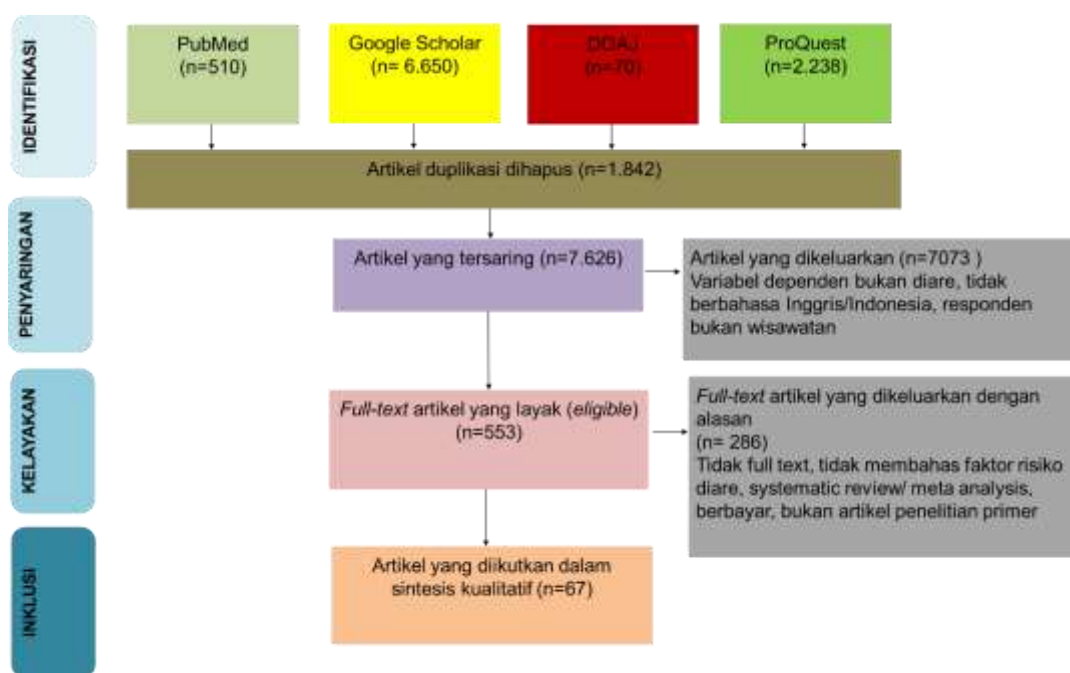 IDENTIFIKASI
PubMed
(n=510)
Google Scholar
(n= 6.650)
DOAJ
(n=70)
ProQuest
(n=2.238)
Artikel duplikasi dihapus (n=1.842)
PENYARINGAN
Artikel yang tersaring (n=7.626)
Artikel yang dikeluarkan (n=7073 )
Variabel dependen bukan diare, tidak
berbahasa Inggris/Indonesia, responden
bukan wisawatan
KELAYAKAN
Full-text artikel yang layak (eligible)
(n=553)
Full-text artikel yang dikeluarkan dengan
alasan
(n= 286)
Tidak full text, tidak membahas faktor risiko
diare, systematic review/ meta analysis,
berbayar, bukan artikel penelitian primer
INKLUSI
Artikel yang diikutkan dalam
sintesis kualitatif (n=67)